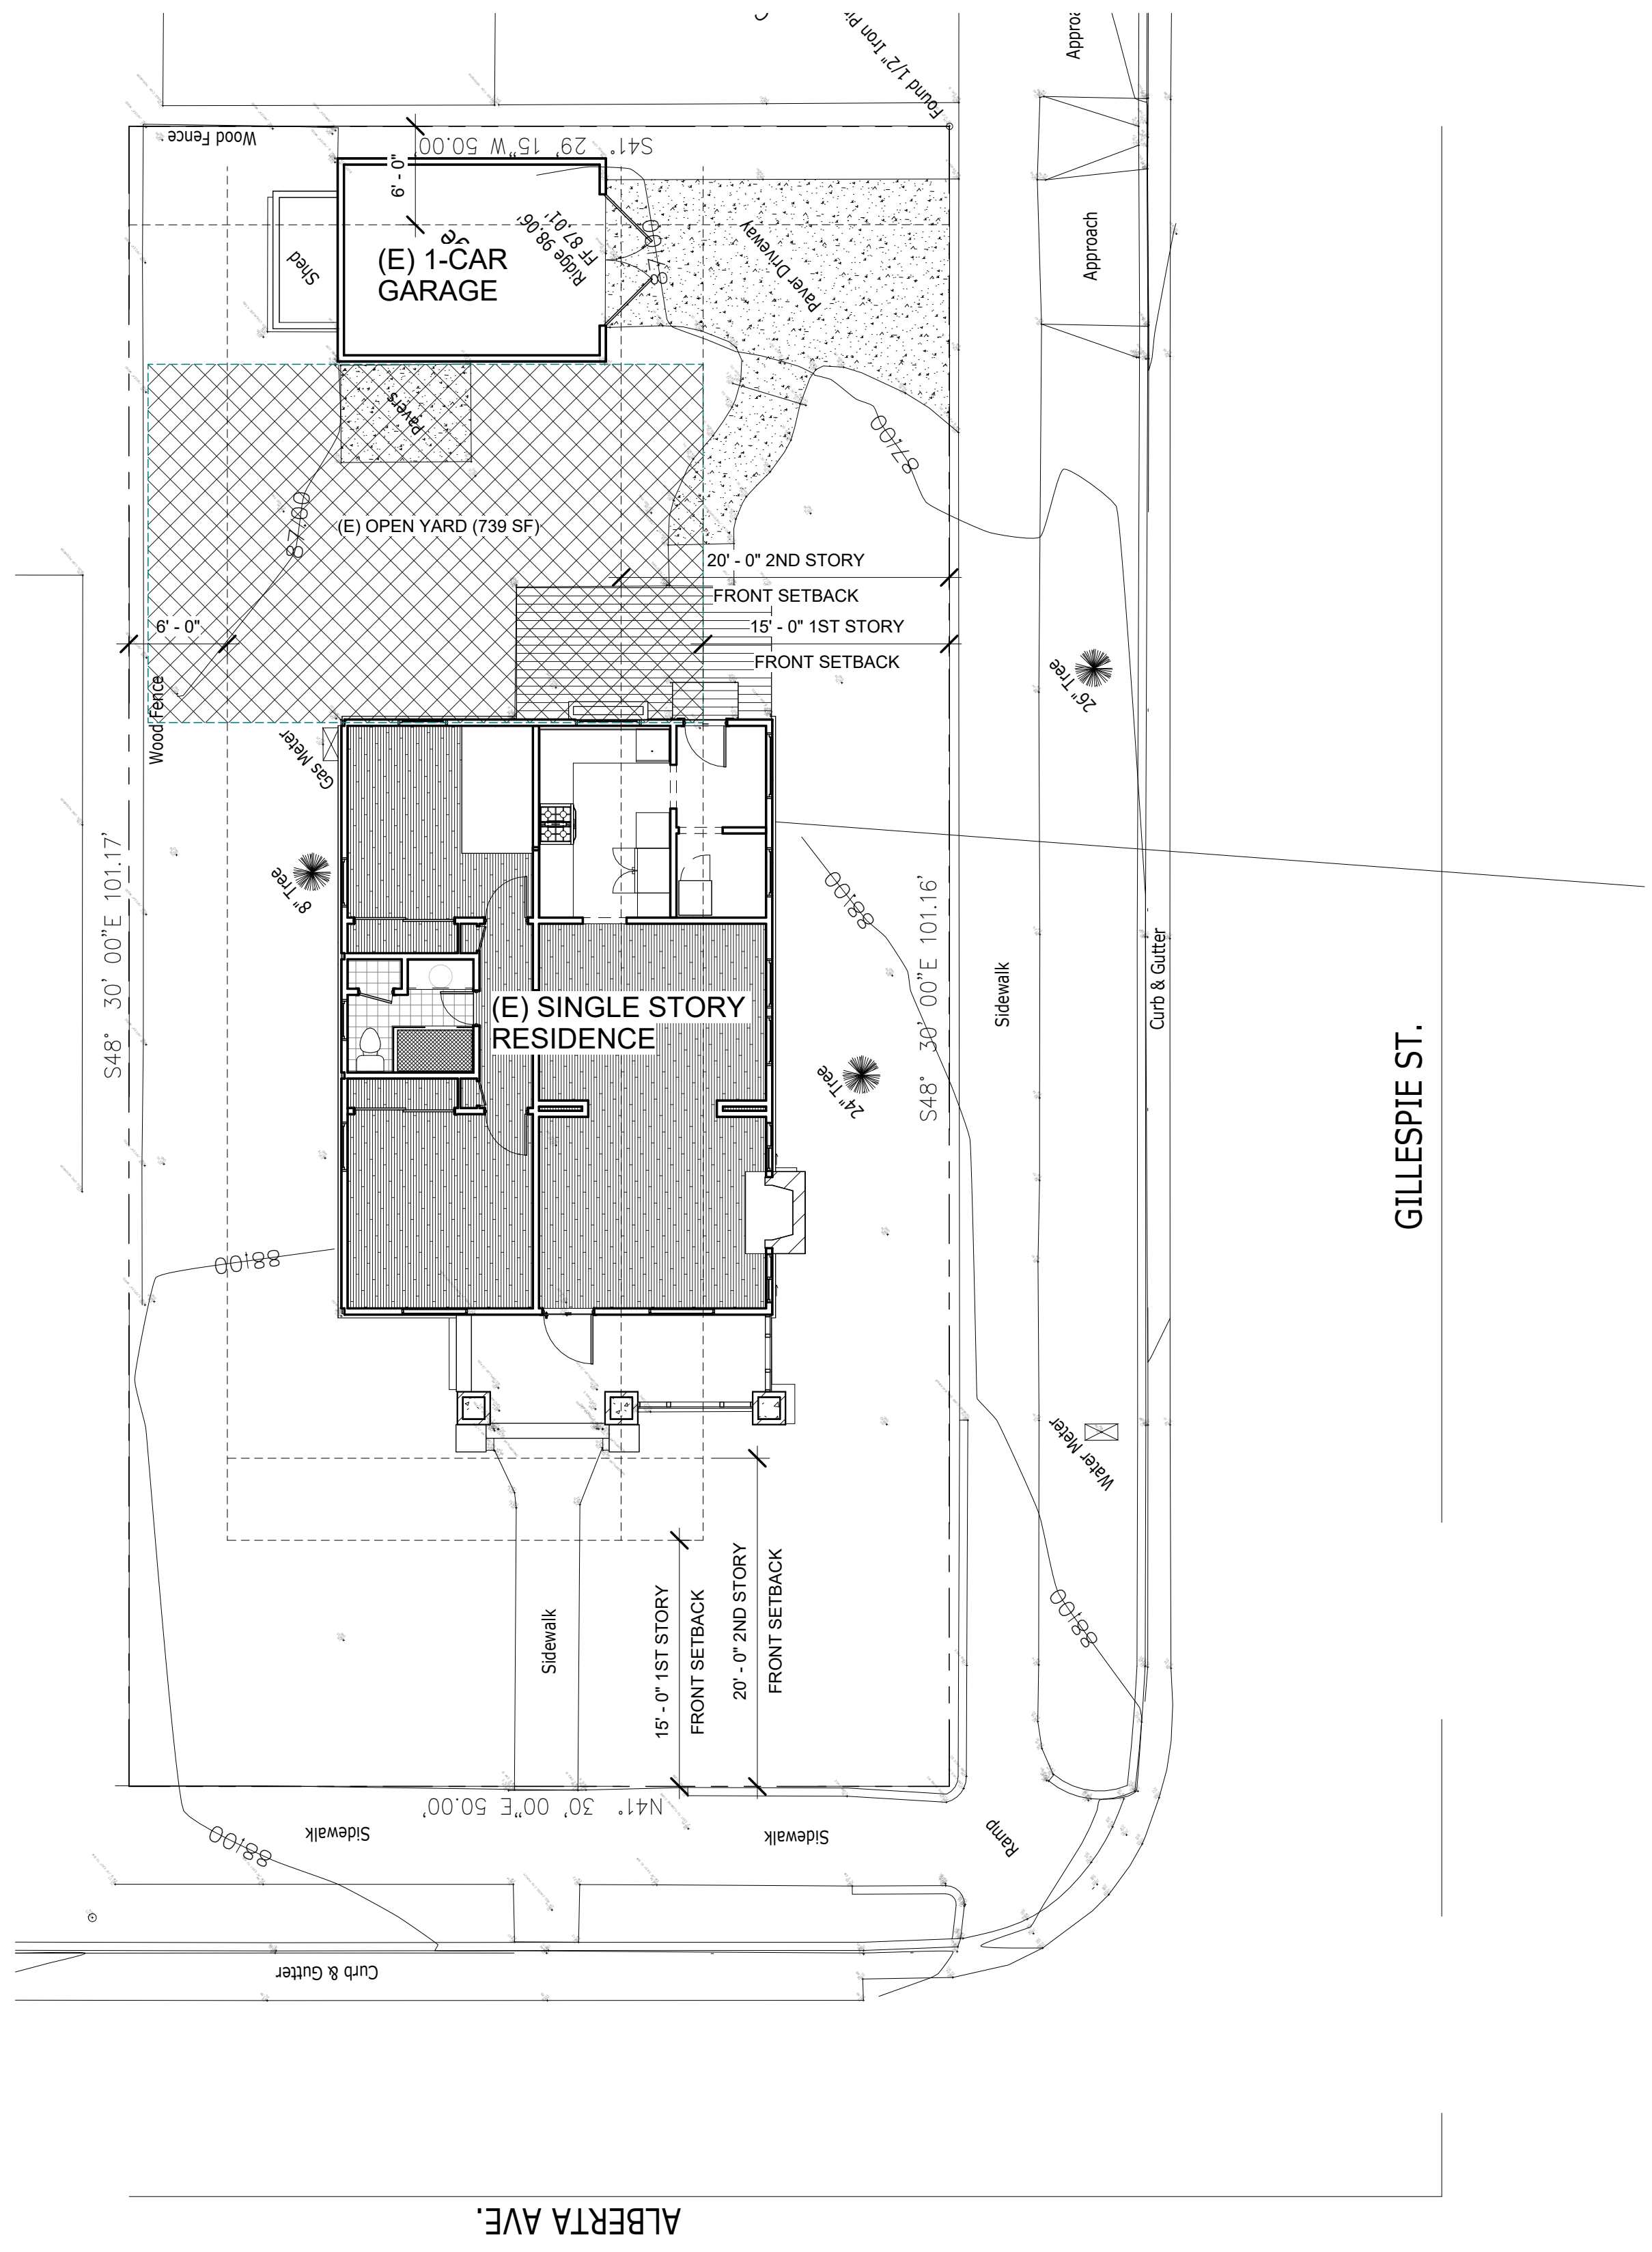 Approa
Found 1/2" Iron Pi
Wood Fence
S41° 29' 15"W 50.00'
6' - 0"
Shed
(E) 1-CAR
GARAGE
Ridge 98.06'
FF 87.01'
87.00
Paver Driveway
Approach
Pavers
87.00
87.00
(E) OPEN YARD (739 SF)
20' - 0" 2ND STORY
FRONT SETBACK
6' - 0"
15' - 0" 1ST STORY
FRONT SETBACK
26" Tree
Wood Fence
Gas Meter
8" Tree
S48° 30' 00"E 101.17'
88.00
S48° 30' 00"E 101.16'
Sidewalk
Curb & Gutter
(E) SINGLE STORY
RESIDENCE
24" Tree
GILLESPIE ST.
88.00
Water Meter
88.00
Sidewalk
15' - 0" 1ST STORY
FRONT SETBACK
20' - 0" 2ND STORY
FRONT SETBACK
N41° 30' 00"E 50.00'
Sidewalk
Sidewalk
Ramp
88.00
Curb & Gutter
ALBERTA AVE.